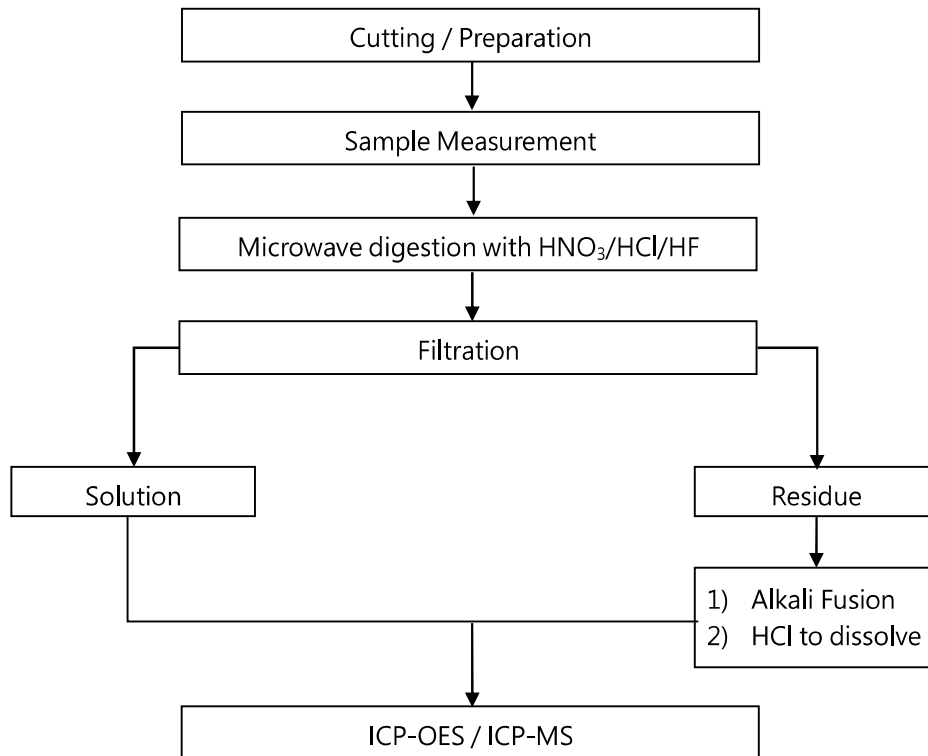 Cutting / Preparation
Sample Measurement
Microwave digestion with HNO₃/HCl/HF
Filtration
Solution
Residue
1) Alkali Fusion
2) HCl to dissolve
ICP-OES / ICP-MS